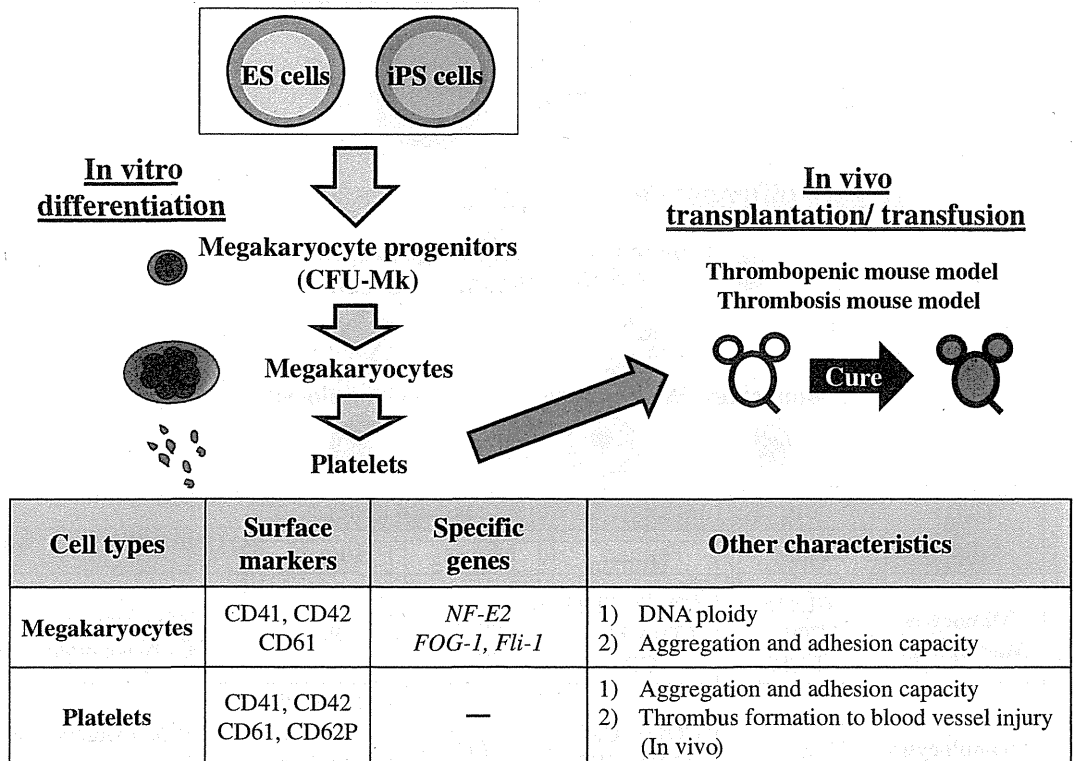 ES cells
iPS cells
In vitro
differentiation
Megakaryocyte progenitors
(CFU-Mk)
Megakaryocytes
Platelets
In vivo
transplantation/ transfusion
Thrombopenic mouse model
Thrombosis mouse model
Cure
Cell types
Surface
markers
Specific
genes
Other characteristics
Megakaryocytes
CD41, CD42
CD61
NF-E2
FOG-1, Fli-1
1) DNA ploidy
2) Aggregation and adhesion capacity
Platelets
CD41, CD42
CD61, CD62P
—
1) Aggregation and adhesion capacity
2) Thrombus formation to blood vessel injury
(In vivo)